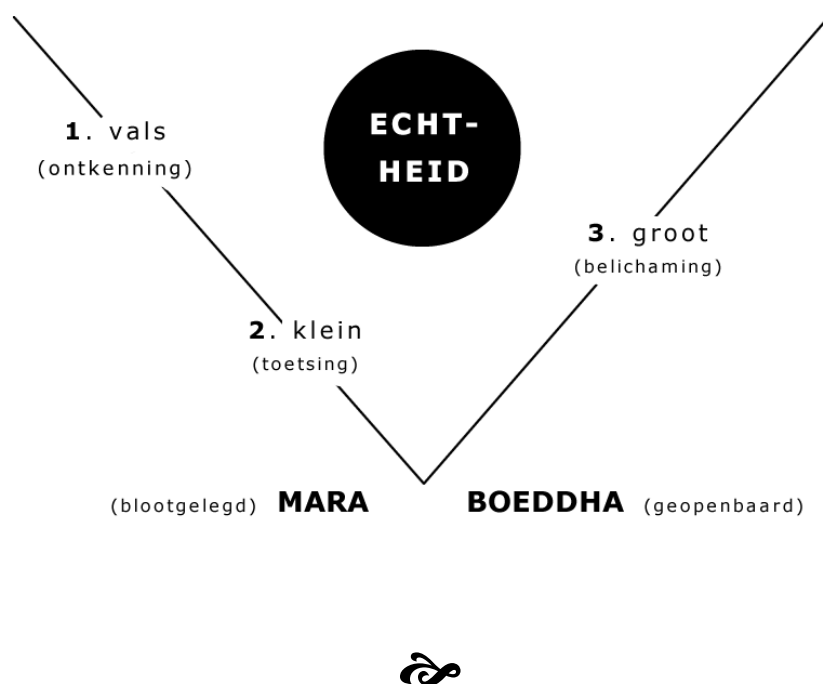 ECHT-
HEID
1. vals
(ontkenning)
3. groot
(belichaming)
2. klein
(toetsing)
(blootgelegd) MARA BOEDDHA (geopenbaard)